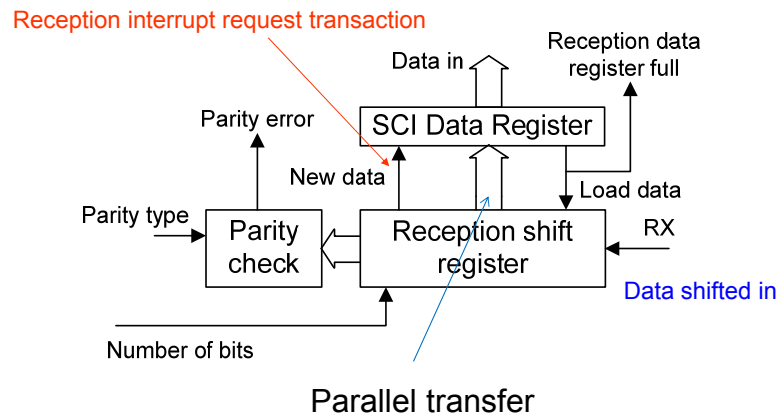 Reception interrupt request transaction
Data in
Reception data
register full
SCI Data Register
Parity error
New data
Load data
Parity type
Parity
check
Reception shift
register
RX
Data shifted in
Number of bits
Parallel transfer